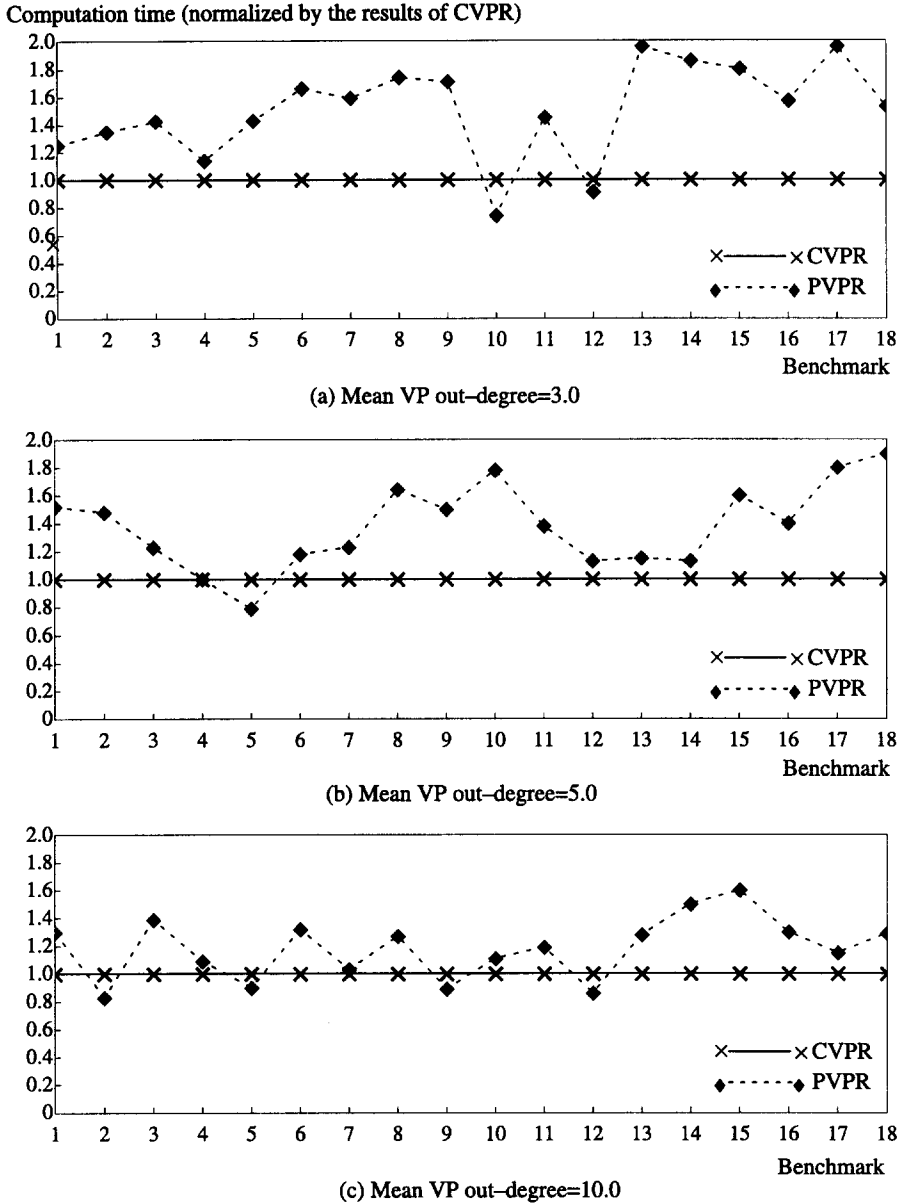 Computation time (normalized by the results of CVPR)
2.0
1.8
1.6
1.4
1.2
1.0
0.8
0.6
0.4
0.2
0
CVPR
PVPR
1 2 3 4 5 6 7 8 9 10 11 12 13 14 15 16 17 18
Benchmark
(a) Mean VP out–degree=3.0
2.0
1.8
1.6
1.4
1.2
1.0
0.8
0.6
0.4
0.2
0
CVPR
PVPR
1 2 3 4 5 6 7 8 9 10 11 12 13 14 15 16 17 18
Benchmark
(b) Mean VP out–degree=5.0
2.0
1.8
1.6
1.4
1.2
1.0
0.8
0.6
0.4
0.2
0
CVPR
PVPR
1 2 3 4 5 6 7 8 9 10 11 12 13 14 15 16 17 18
Benchmark
(c) Mean VP out–degree=10.0